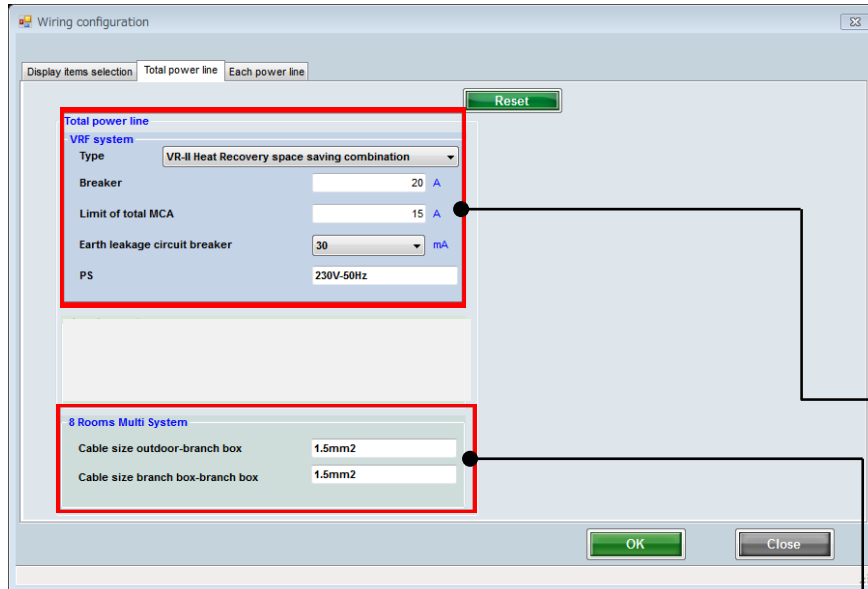 Wiring configuration
Display items selection Total power line Each power line
Reset
Total power line
VRF system
Type VR-II Heat Recovery space saving combination
Breaker 20 A
Limit of total MCA 15 A
Earth leakage circuit breaker 30 mA
PS 230V-50Hz
8 Rooms Multi System
Cable size outdoor-branch box 1.5mm2
Cable size branch box-branch box 1.5mm2
OK Close